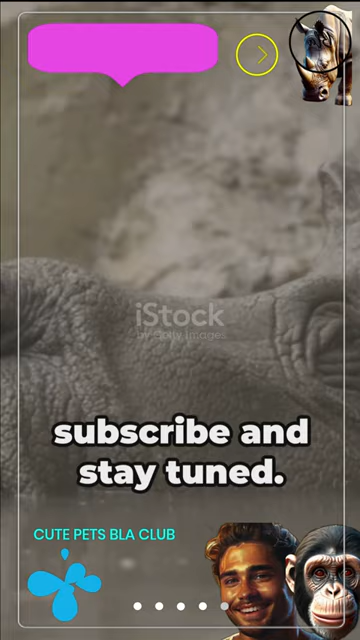 iStock
by Getty Images
subscribe and
stay tuned.
CUTE PETS BLA CLUB